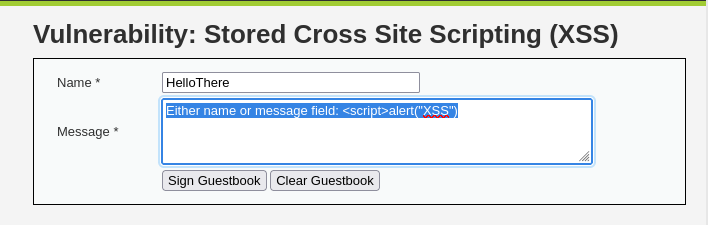 Vulnerability: Stored Cross Site Scripting (XSS)
Name * HelloThere
Message * Either name or message field: <script>alert("XSS")
Sign Guestbook Clear Guestbook